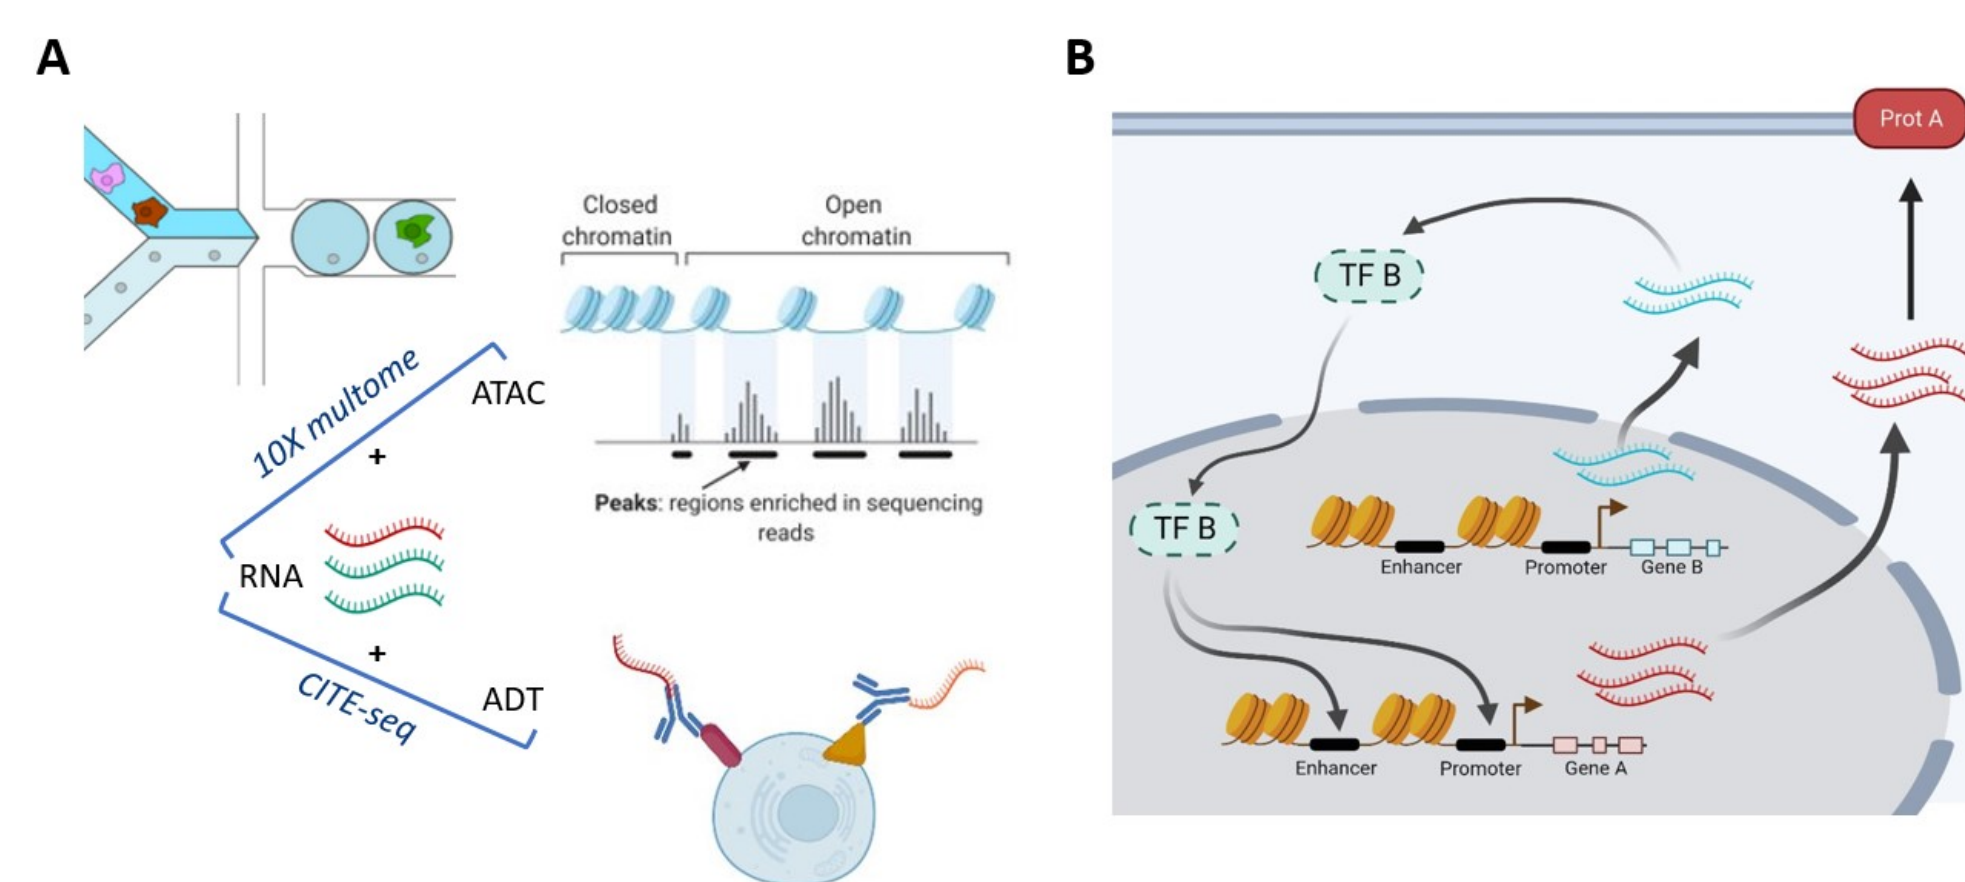 A
Closed
chromatin
Open
chromatin
10X multome
ATAC
+
Peaks: regions enriched in sequencing
reads
RNA
+
CITE-seq
ADT
B
Prot A
TF B
TF B
Enhancer
Promoter
Gene B
Enhancer
Promoter
Gene A